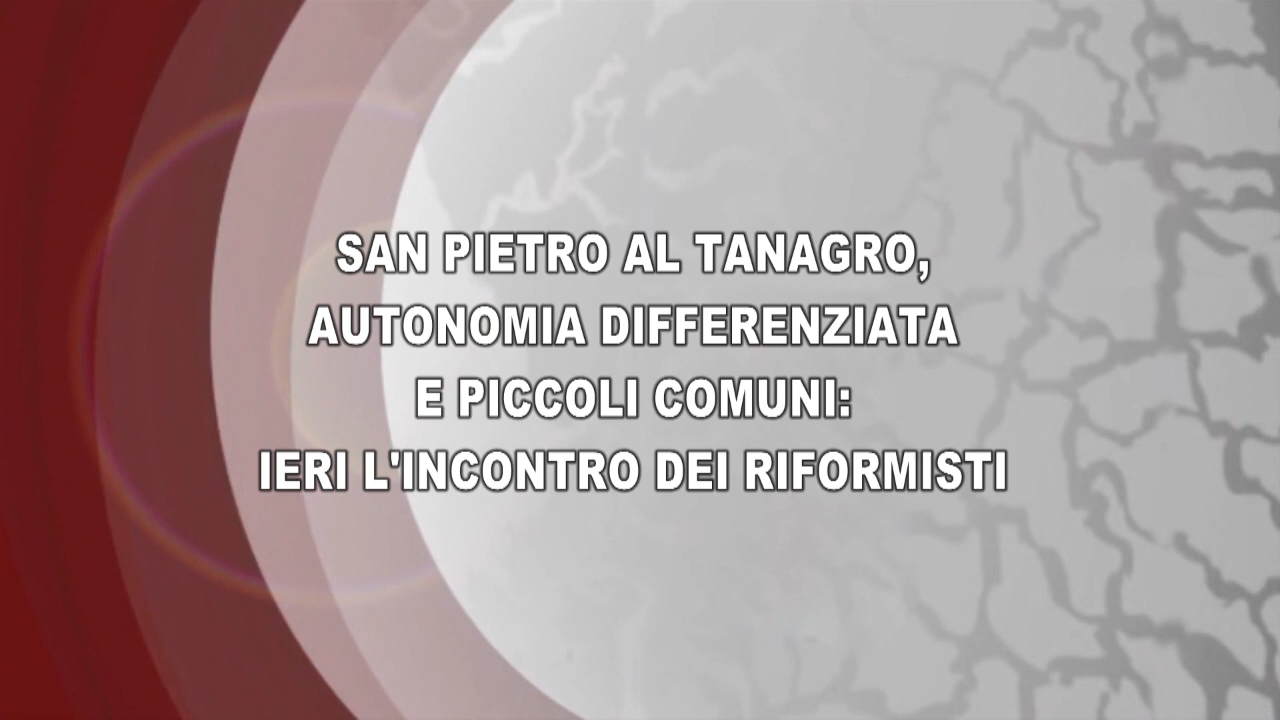 SAN PIETRO AL TANAGRO,
AUTONOMIA DIFFERENZIATA
E PICCOLI COMUNI:
IERI L'INCONTRO DEI RIFORMISTI